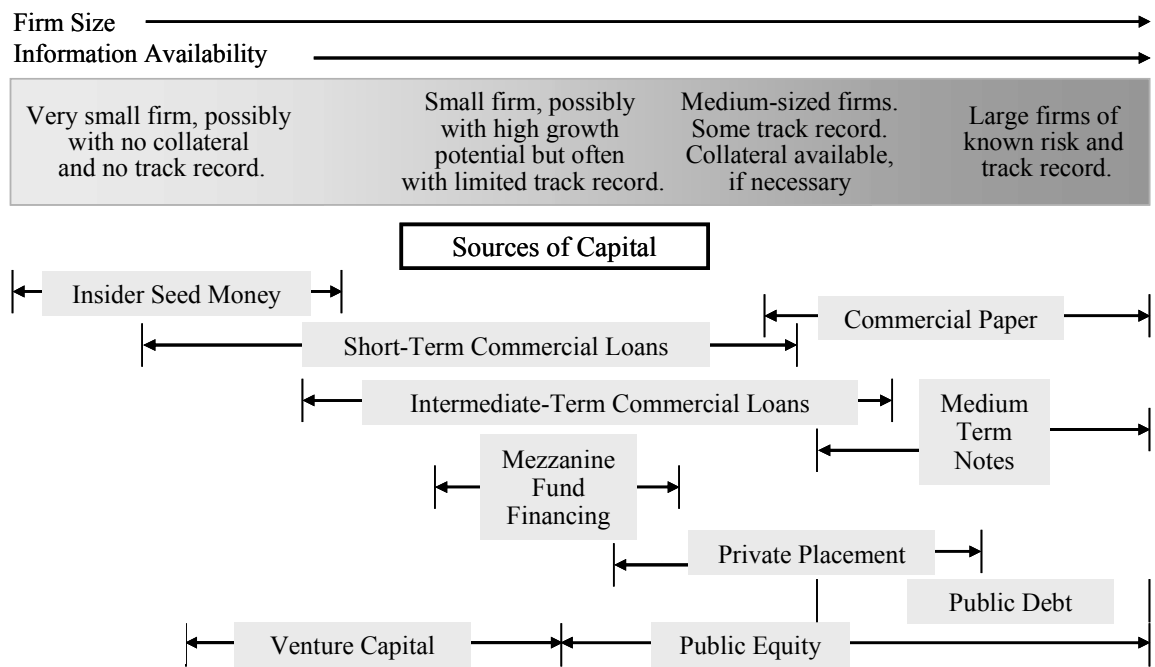 Firm Size
Information Availability
Very small firm, possibly
with no collateral
and no track record.
Small firm, possibly
with high growth
potential but often
with limited track record.
Medium-sized firms.
Some track record.
Collateral available,
if necessary
Large firms of
known risk and
track record.
Sources of Capital
Insider Seed Money
Commercial Paper
Short-Term Commercial Loans
Intermediate-Term Commercial Loans
Medium
Term
Notes
Mezzanine
Fund
Financing
Private Placement
Public Debt
Venture Capital
Public Equity